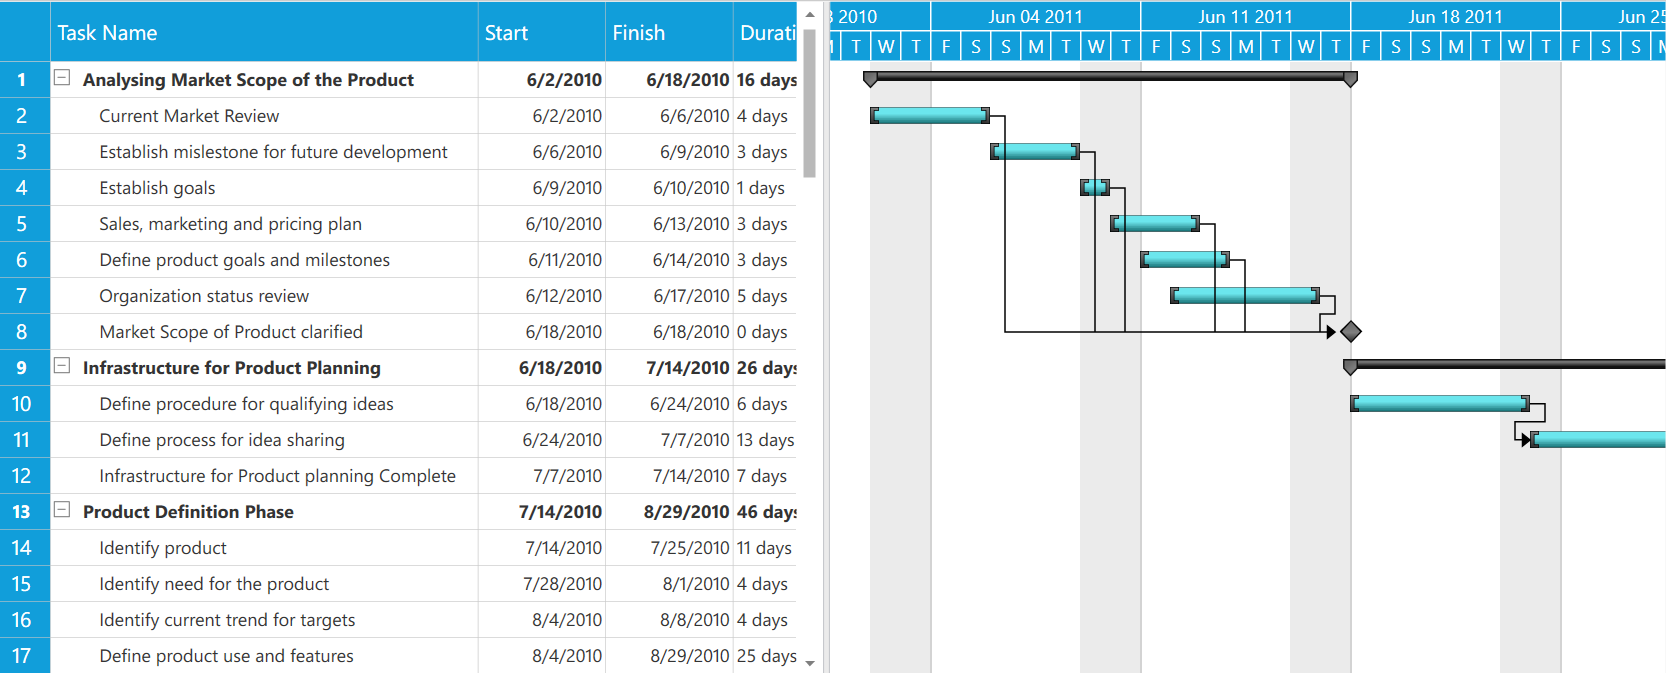 Task Name Start Finish Durati
2010 Jun 04 2011 Jun 11 2011 Jun 18 2011 Jun 25
T W T F S S M T W T F S S M T W T F S S M T W T F S S M
1 Analysing Market Scope of the Product 6/2/2010 6/18/2010 16 days
2 Current Market Review 6/2/2010 6/6/2010 4 days
3 Establish mislestone for future development 6/6/2010 6/9/2010 3 days
4 Establish goals 6/9/2010 6/10/2010 1 days
5 Sales, marketing and pricing plan 6/10/2010 6/13/2010 3 days
6 Define product goals and milestones 6/11/2010 6/14/2010 3 days
7 Organization status review 6/12/2010 6/17/2010 5 days
8 Market Scope of Product clarified 6/18/2010 6/18/2010 0 days
9 Infrastructure for Product Planning 6/18/2010 7/14/2010 26 days
10 Define procedure for qualifying ideas 6/18/2010 6/24/2010 6 days
11 Define process for idea sharing 6/24/2010 7/7/2010 13 days
12 Infrastructure for Product planning Complete 7/7/2010 7/14/2010 7 days
13 Product Definition Phase 7/14/2010 8/29/2010 46 days
14 Identify product 7/14/2010 7/25/2010 11 days
15 Identify need for the product 7/28/2010 8/1/2010 4 days
16 Identify current trend for targets 8/4/2010 8/8/2010 4 days
17 Define product use and features 8/4/2010 8/29/2010 25 days